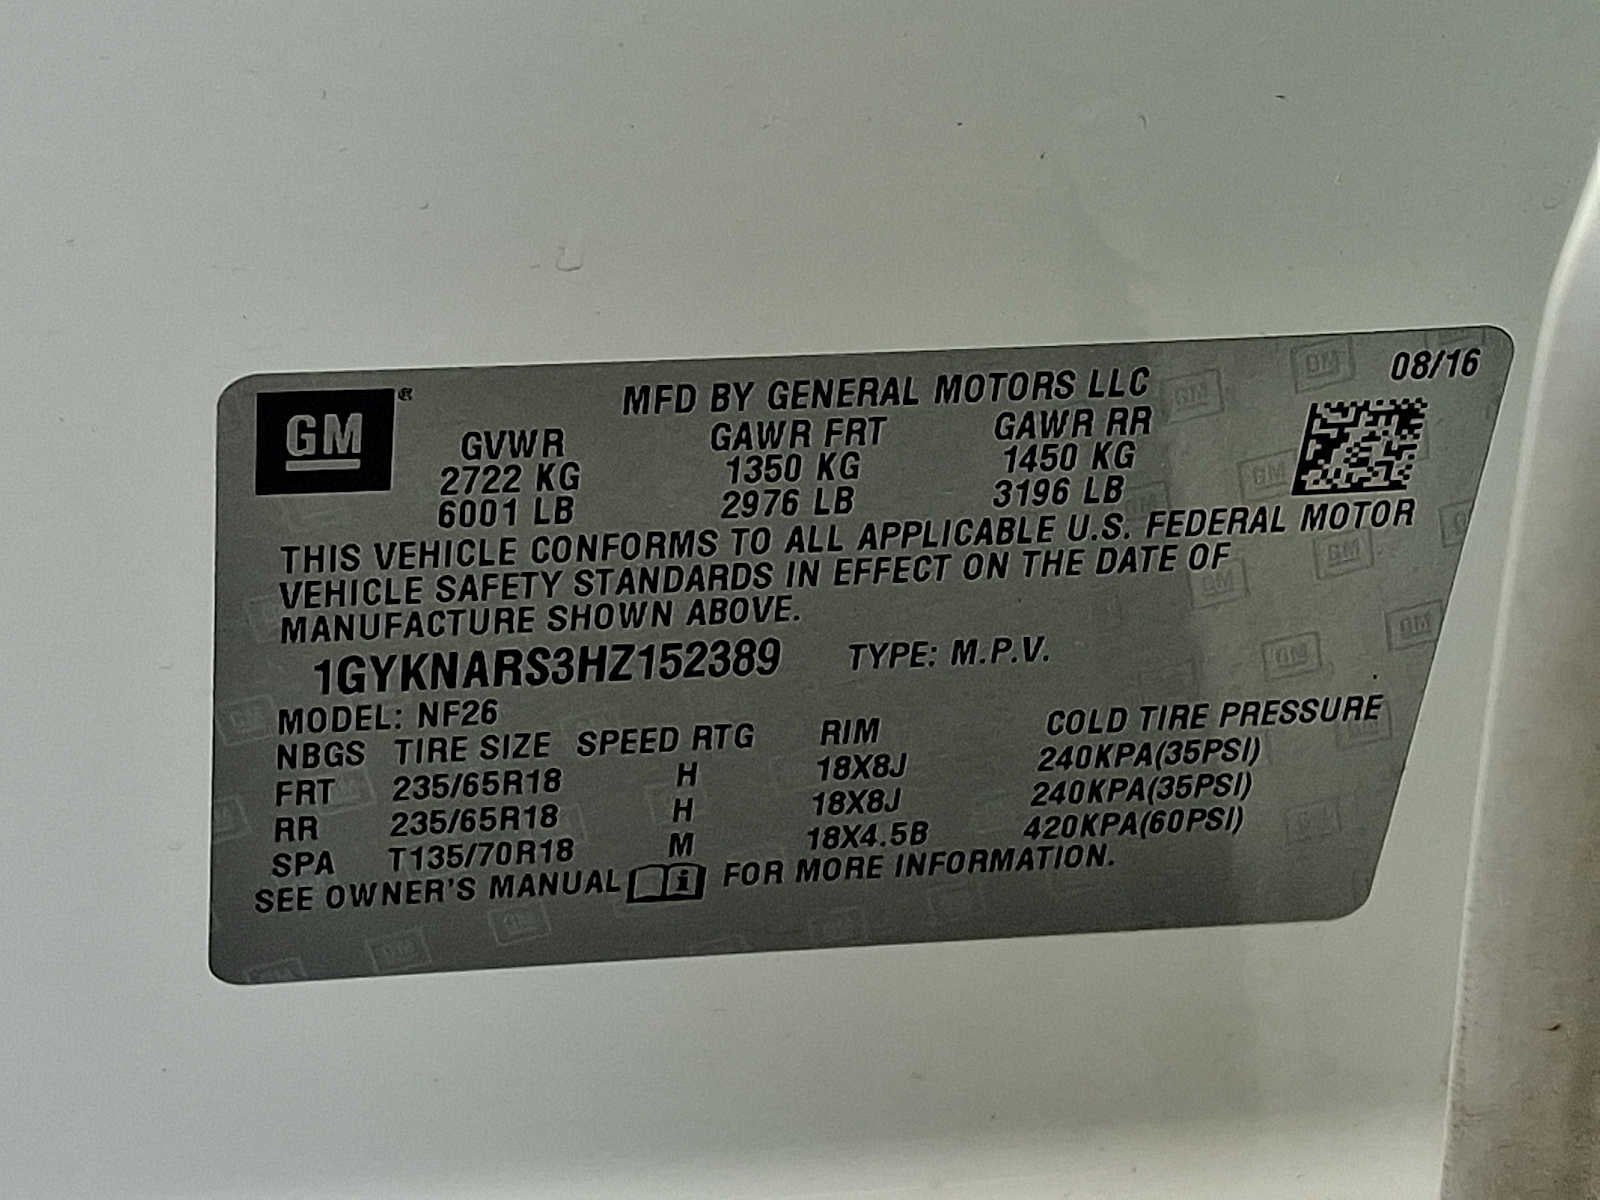 GM ®
MFD BY GENERAL MOTORS LLC 08/16
GVWR GAWR FRT GAWR RR
2722 KG 1350 KG 1450 KG
6001 LB 2976 LB 3196 LB
THIS VEHICLE CONFORMS TO ALL APPLICABLE U.S. FEDERAL MOTOR
VEHICLE SAFETY STANDARDS IN EFFECT ON THE DATE OF
MANUFACTURE SHOWN ABOVE.
1GYKNARS3HZ152389 TYPE: M.P.V.
MODEL: NF26
NBGS TIRE SIZE SPEED RTG RIM COLD TIRE PRESSURE
FRT 235/65R18 H 18X8J 240KPA(35PSI)
RR 235/65R18 H 18X8J 240KPA(35PSI)
SPA T135/70R18 M 18X4.5B 420KPA(60PSI)
SEE OWNER'S MANUAL i FOR MORE INFORMATION.